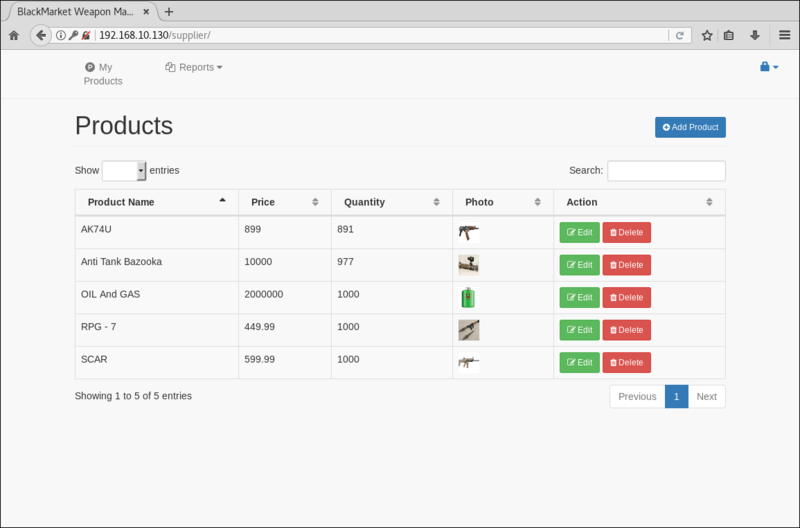 BlackMarket Weapon Ma...
192.168.10.130/supplier/
My Products
Reports
Products
Add Product
Show entries
Search:
Product Name Price Quantity Photo Action
AK74U 899 891 Edit Delete
Anti Tank Bazooka 10000 977 Edit Delete
OIL And GAS 2000000 1000 Edit Delete
RPG - 7 449.99 1000 Edit Delete
SCAR 599.99 1000 Edit Delete
Showing 1 to 5 of 5 entries
Previous 1 Next